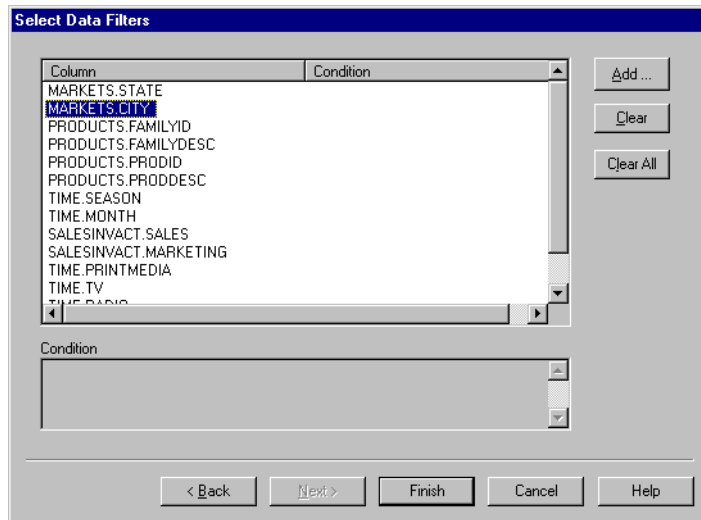 Select Data Filters
Column Condition
MARKETS.STATE
MARKETS.CITY
PRODUCTS.FAMILYID
PRODUCTS.FAMILYDESC
PRODUCTS.PRODID
PRODUCTS.PRODDESC
TIME.SEASON
TIME.MONTH
SALESINVACT.SALES
SALESINVACT.MARKETING
TIME.PRINTMEDIA
TIME.TV
TIME.RADIO
Add ...
Clear
Clear All
Condition
< Back Next > Finish Cancel Help